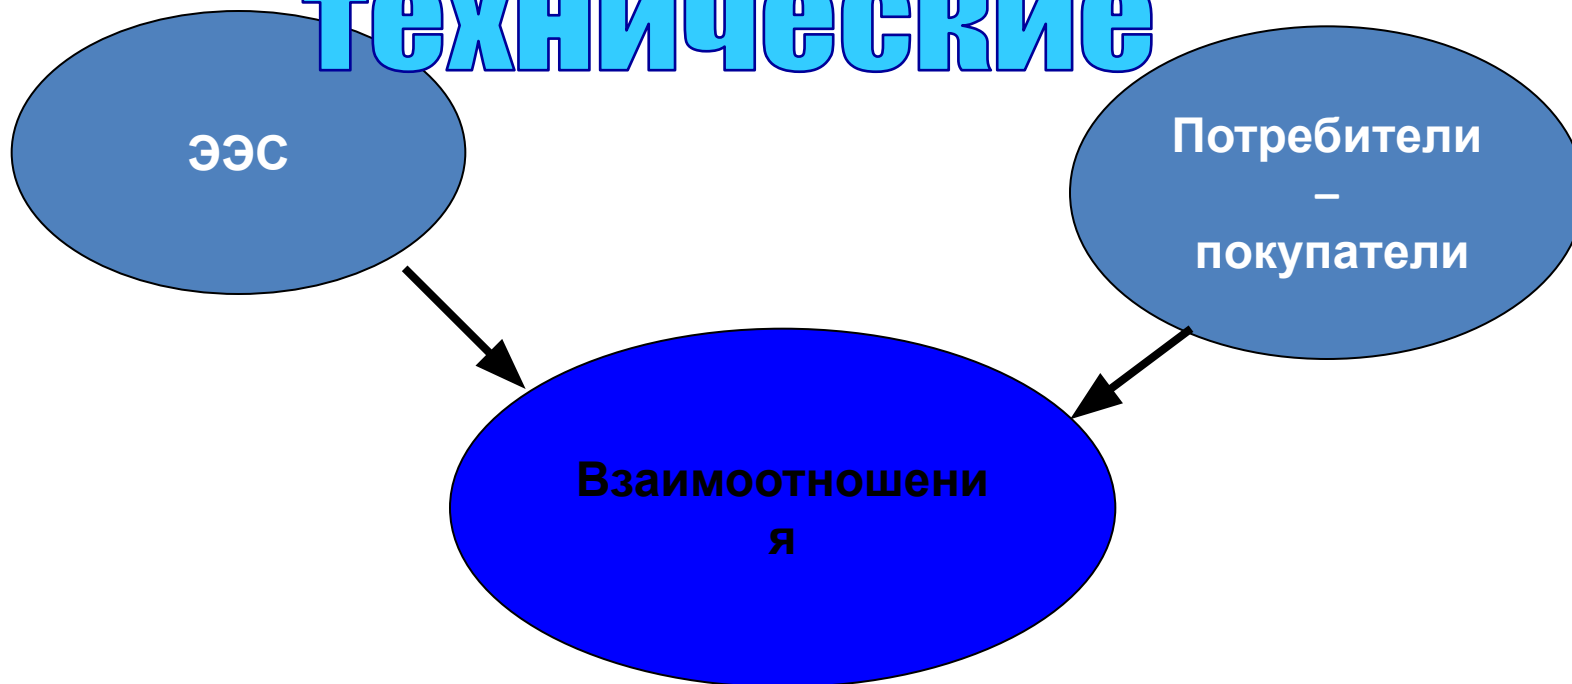 технические
ЭЭС
Потребители
–
покупатели
Взаимоотношени
я